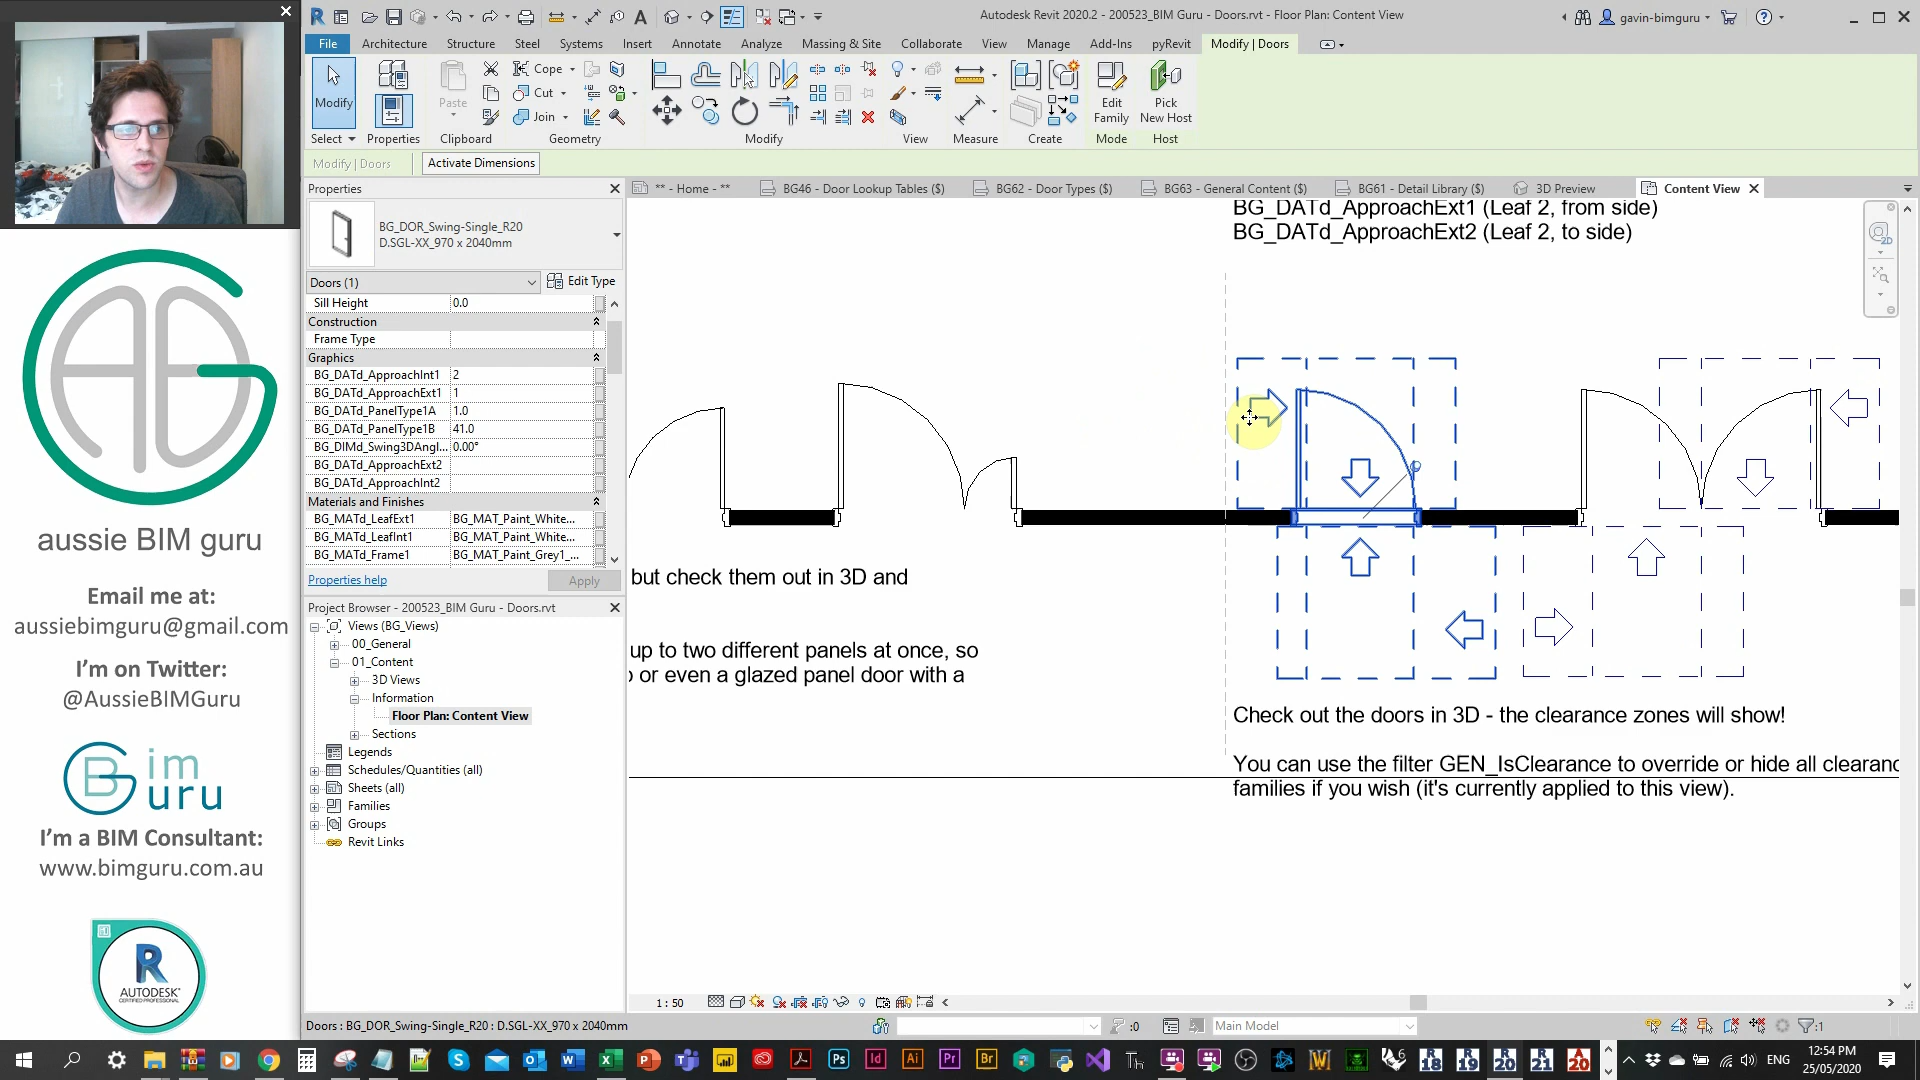 Autodesk Revit 2020.2 - 200523_BIM Guru - Doors.rvt - Floor Plan: Content View
gavin-bimguru
File
Architecture
Structure
Steel
Systems
Insert
Annotate
Analyze
Massing & Site
Collaborate
View
Manage
Add-Ins
pyRevit
Modify | Doors
Modify
Paste
Cope
Cut
Join
Edit Family
Pick New Host
Select
Properties
Clipboard
Geometry
Modify
View
Measure
Create
Mode
Host
Modify | Doors
Activate Dimensions
Properties
BG_DOR_Swing-Single_R20
D.SGL-XX_970 x 2040mm
Doors (1)
Edit Type
Sill Height 0.0
Construction
Frame Type
Graphics
BG_DATd_ApproachInt1 2
BG_DATd_ApproachExt1 1
BG_DATd_PanelType1A 1.0
BG_DATd_PanelType1B 41.0
BG_DIMd_Swing3DAngl... 0.00°
BG_DATd_ApproachExt2
BG_DATd_ApproachInt2
Materials and Finishes
BG_MATd_LeafExt1 BG_MAT_Paint_White...
BG_MATd_LeafInt1 BG_MAT_Paint_White...
BG_MATd_Frame1 BG_MAT_Paint_Grey1_...
Properties help
Apply
Project Browser - 200523_BIM Guru - Doors.rvt
Views (BG_Views)
00_General
01_Content
3D Views
Information
Floor Plan: Content View
Sections
Legends
Schedules/Quantities (all)
Sheets (all)
Families
Groups
Revit Links
** - Home - **
BG46 - Door Lookup Tables ($)
BG62 - Door Types ($)
BG63 - General Content ($)
BG61 - Detail Library ($)
3D Preview
Content View
BG_DATd_ApproachExt1 (Leaf 2, from side)
BG_DATd_ApproachExt2 (Leaf 2, to side)
2D
but check them out in 3D and
up to two different panels at once, so
or even a glazed panel door with a
Check out the doors in 3D - the clearance zones will show!
You can use the filter GEN_IsClearance to override or hide all clearanc
families if you wish (it's currently applied to this view).
1 : 50
Doors : BG_DOR_Swing-Single_R20 : D.SGL-XX_970 x 2040mm
:0
Main Model
:1
aussie BIM guru
Email me at:
aussiebimguru@gmail.com
I'm on Twitter:
@AussieBIMGuru
Bim
Guru
I'm a BIM Consultant:
www.bimguru.com.au
R
AUTODESK
CERTIFIED PROFESSIONAL
ENG
12:54 PM
25/05/2020